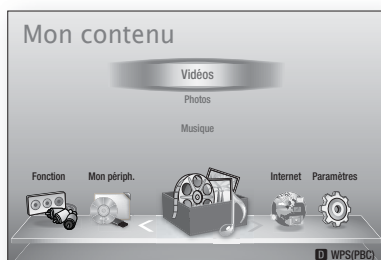 Mon contenu
Vidéos
Photos
Musique
Fonction Mon périph. Internet Paramètres
D WPS(PBC)